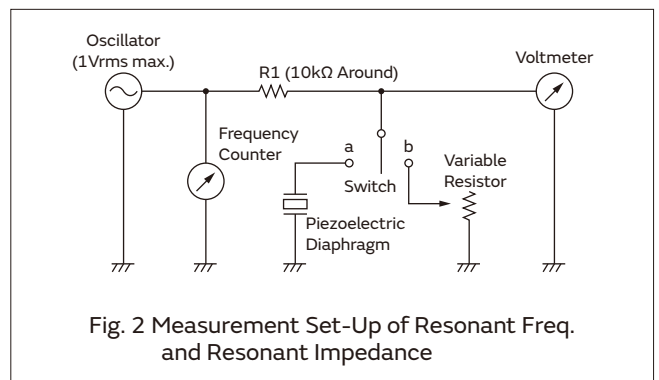 Oscillator
(1Vrms max.)
R1 (10kΩ Around)
Voltmeter
Frequency
Counter
a
b
Switch
Variable
Resistor
Piezoelectric
Diaphragm
Fig. 2 Measurement Set-Up of Resonant Freq.
and Resonant Impedance